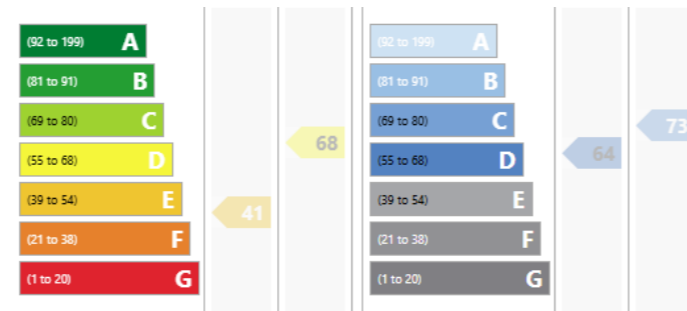 (92 to 199) A
(81 to 91) B
(69 to 80) C
(55 to 68) D
(39 to 54) E
(21 to 38) F
(1 to 20) G
41
68
(92 to 199) A
(81 to 91) B
(69 to 80) C
(55 to 68) D
(39 to 54) E
(21 to 38) F
(1 to 20) G
64
73